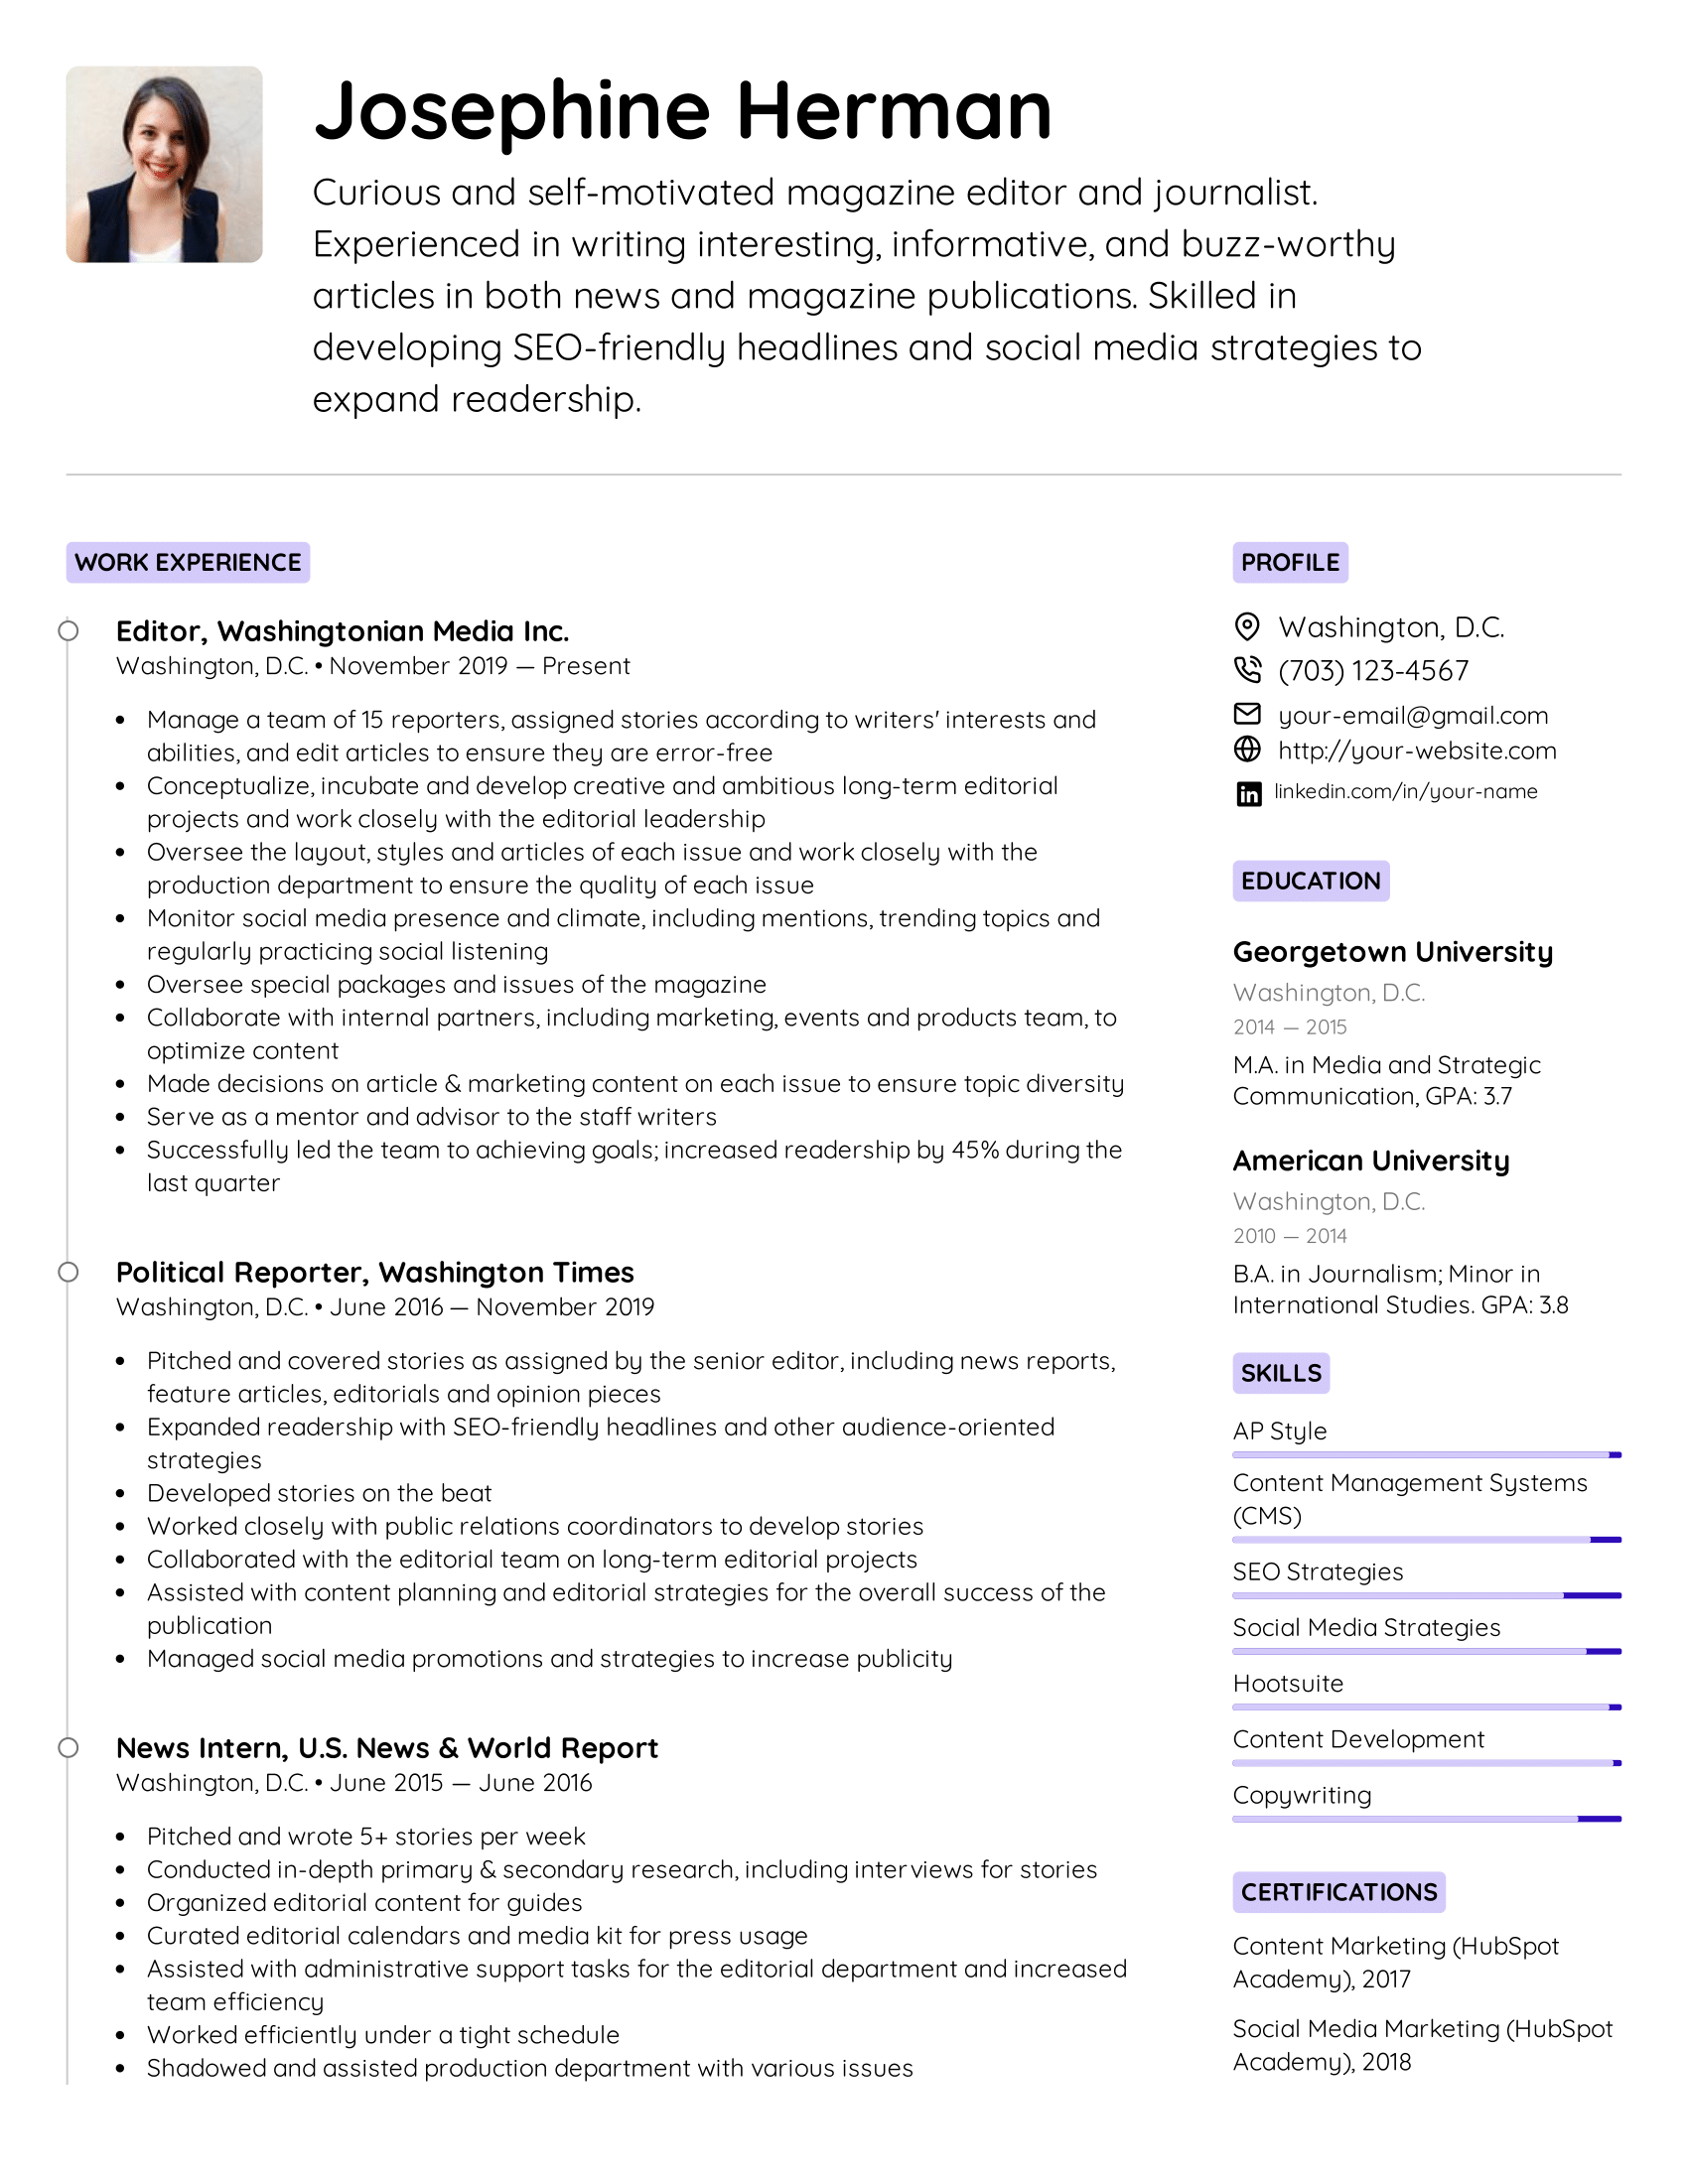 Josephine Herman
Curious and self-motivated magazine editor and journalist.
Experienced in writing interesting, informative, and buzz-worthy
articles in both news and magazine publications. Skilled in
developing SEO-friendly headlines and social media strategies to
expand readership.
WORK EXPERIENCE
Editor, Washingtonian Media Inc.
Washington, D.C. • November 2019 — Present
• Manage a team of 15 reporters, assigned stories according to writers' interests and
abilities, and edit articles to ensure they are error-free
• Conceptualize, incubate and develop creative and ambitious long-term editorial
projects and work closely with the editorial leadership
• Oversee the layout, styles and articles of each issue and work closely with the
production department to ensure the quality of each issue
• Monitor social media presence and climate, including mentions, trending topics and
regularly practicing social listening
• Oversee special packages and issues of the magazine
• Collaborate with internal partners, including marketing, events and products team, to
optimize content
• Made decisions on article & marketing content on each issue to ensure topic diversity
• Serve as a mentor and advisor to the staff writers
• Successfully led the team to achieving goals; increased readership by 45% during the
last quarter
Political Reporter, Washington Times
Washington, D.C. • June 2016 — November 2019
• Pitched and covered stories as assigned by the senior editor, including news reports,
feature articles, editorials and opinion pieces
• Expanded readership with SEO-friendly headlines and other audience-oriented
strategies
• Developed stories on the beat
• Worked closely with public relations coordinators to develop stories
• Collaborated with the editorial team on long-term editorial projects
• Assisted with content planning and editorial strategies for the overall success of the
publication
• Managed social media promotions and strategies to increase publicity
News Intern, U.S. News & World Report
Washington, D.C. • June 2015 — June 2016
• Pitched and wrote 5+ stories per week
• Conducted in-depth primary & secondary research, including interviews for stories
• Organized editorial content for guides
• Curated editorial calendars and media kit for press usage
• Assisted with administrative support tasks for the editorial department and increased
team efficiency
• Worked efficiently under a tight schedule
• Shadowed and assisted production department with various issues
PROFILE
Washington, D.C.
(703) 123-4567
your-email@gmail.com
http://your-website.com
linkedin.com/in/your-name
EDUCATION
Georgetown University
Washington, D.C.
2014 — 2015
M.A. in Media and Strategic
Communication, GPA: 3.7
American University
Washington, D.C.
2010 — 2014
B.A. in Journalism; Minor in
International Studies. GPA: 3.8
SKILLS
AP Style
Content Management Systems
(CMS)
SEO Strategies
Social Media Strategies
Hootsuite
Content Development
Copywriting
CERTIFICATIONS
Content Marketing (HubSpot
Academy), 2017
Social Media Marketing (HubSpot
Academy), 2018